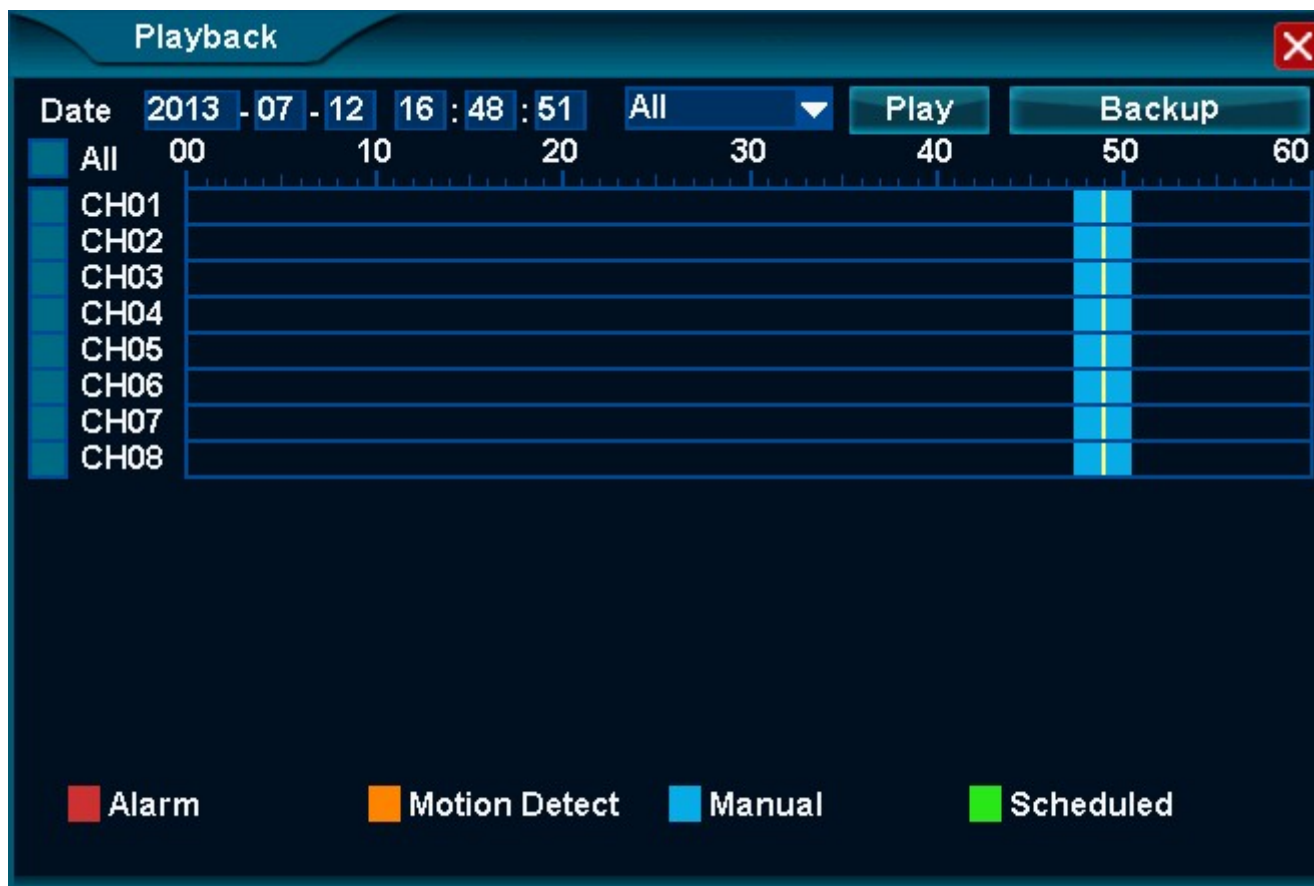 Playback
Date 2013 - 07 - 12 16 : 48 : 51 All Play Backup
All 00 10 20 30 40 50 60
CH01
CH02
CH03
CH04
CH05
CH06
CH07
CH08
Alarm Motion Detect Manual Scheduled